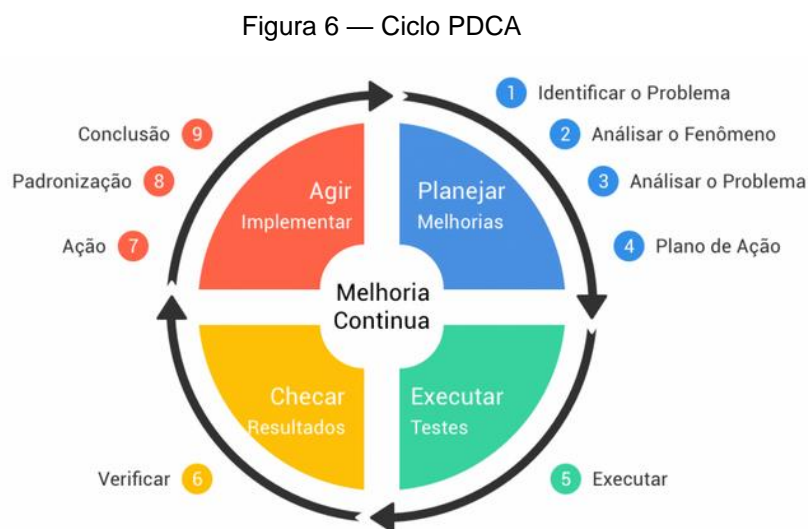 Figura 6 — Ciclo PDCA
1 Identificar o Problema
2 Análisar o Fenômeno
3 Análisar o Problema
4 Plano de Ação
Conclusão 9
Padronização 8
Ação 7
Agir
Implementar
Planejar
Melhorias
Melhoria
Continua
Checar
Resultados
Executar
Testes
Verificar 6
5 Executar